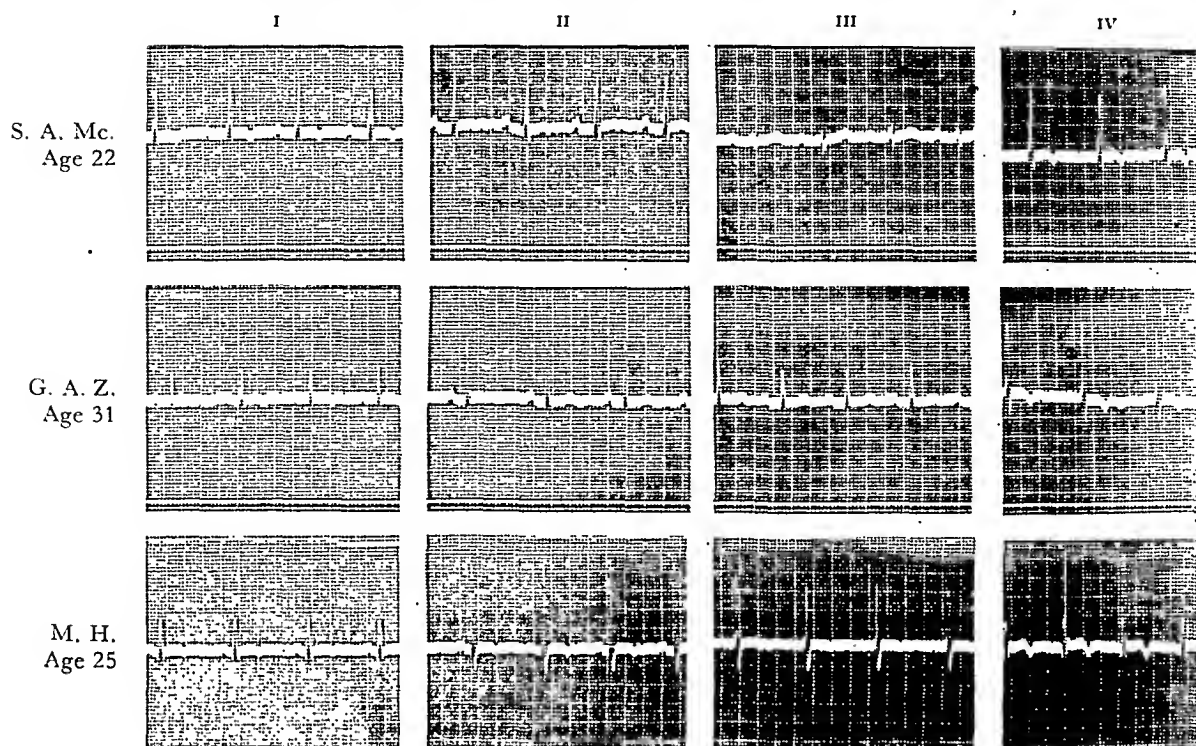 I II III IV
S. A. Mc.
Age 22
G. A. Z.
Age 31
M. H.
Age 25